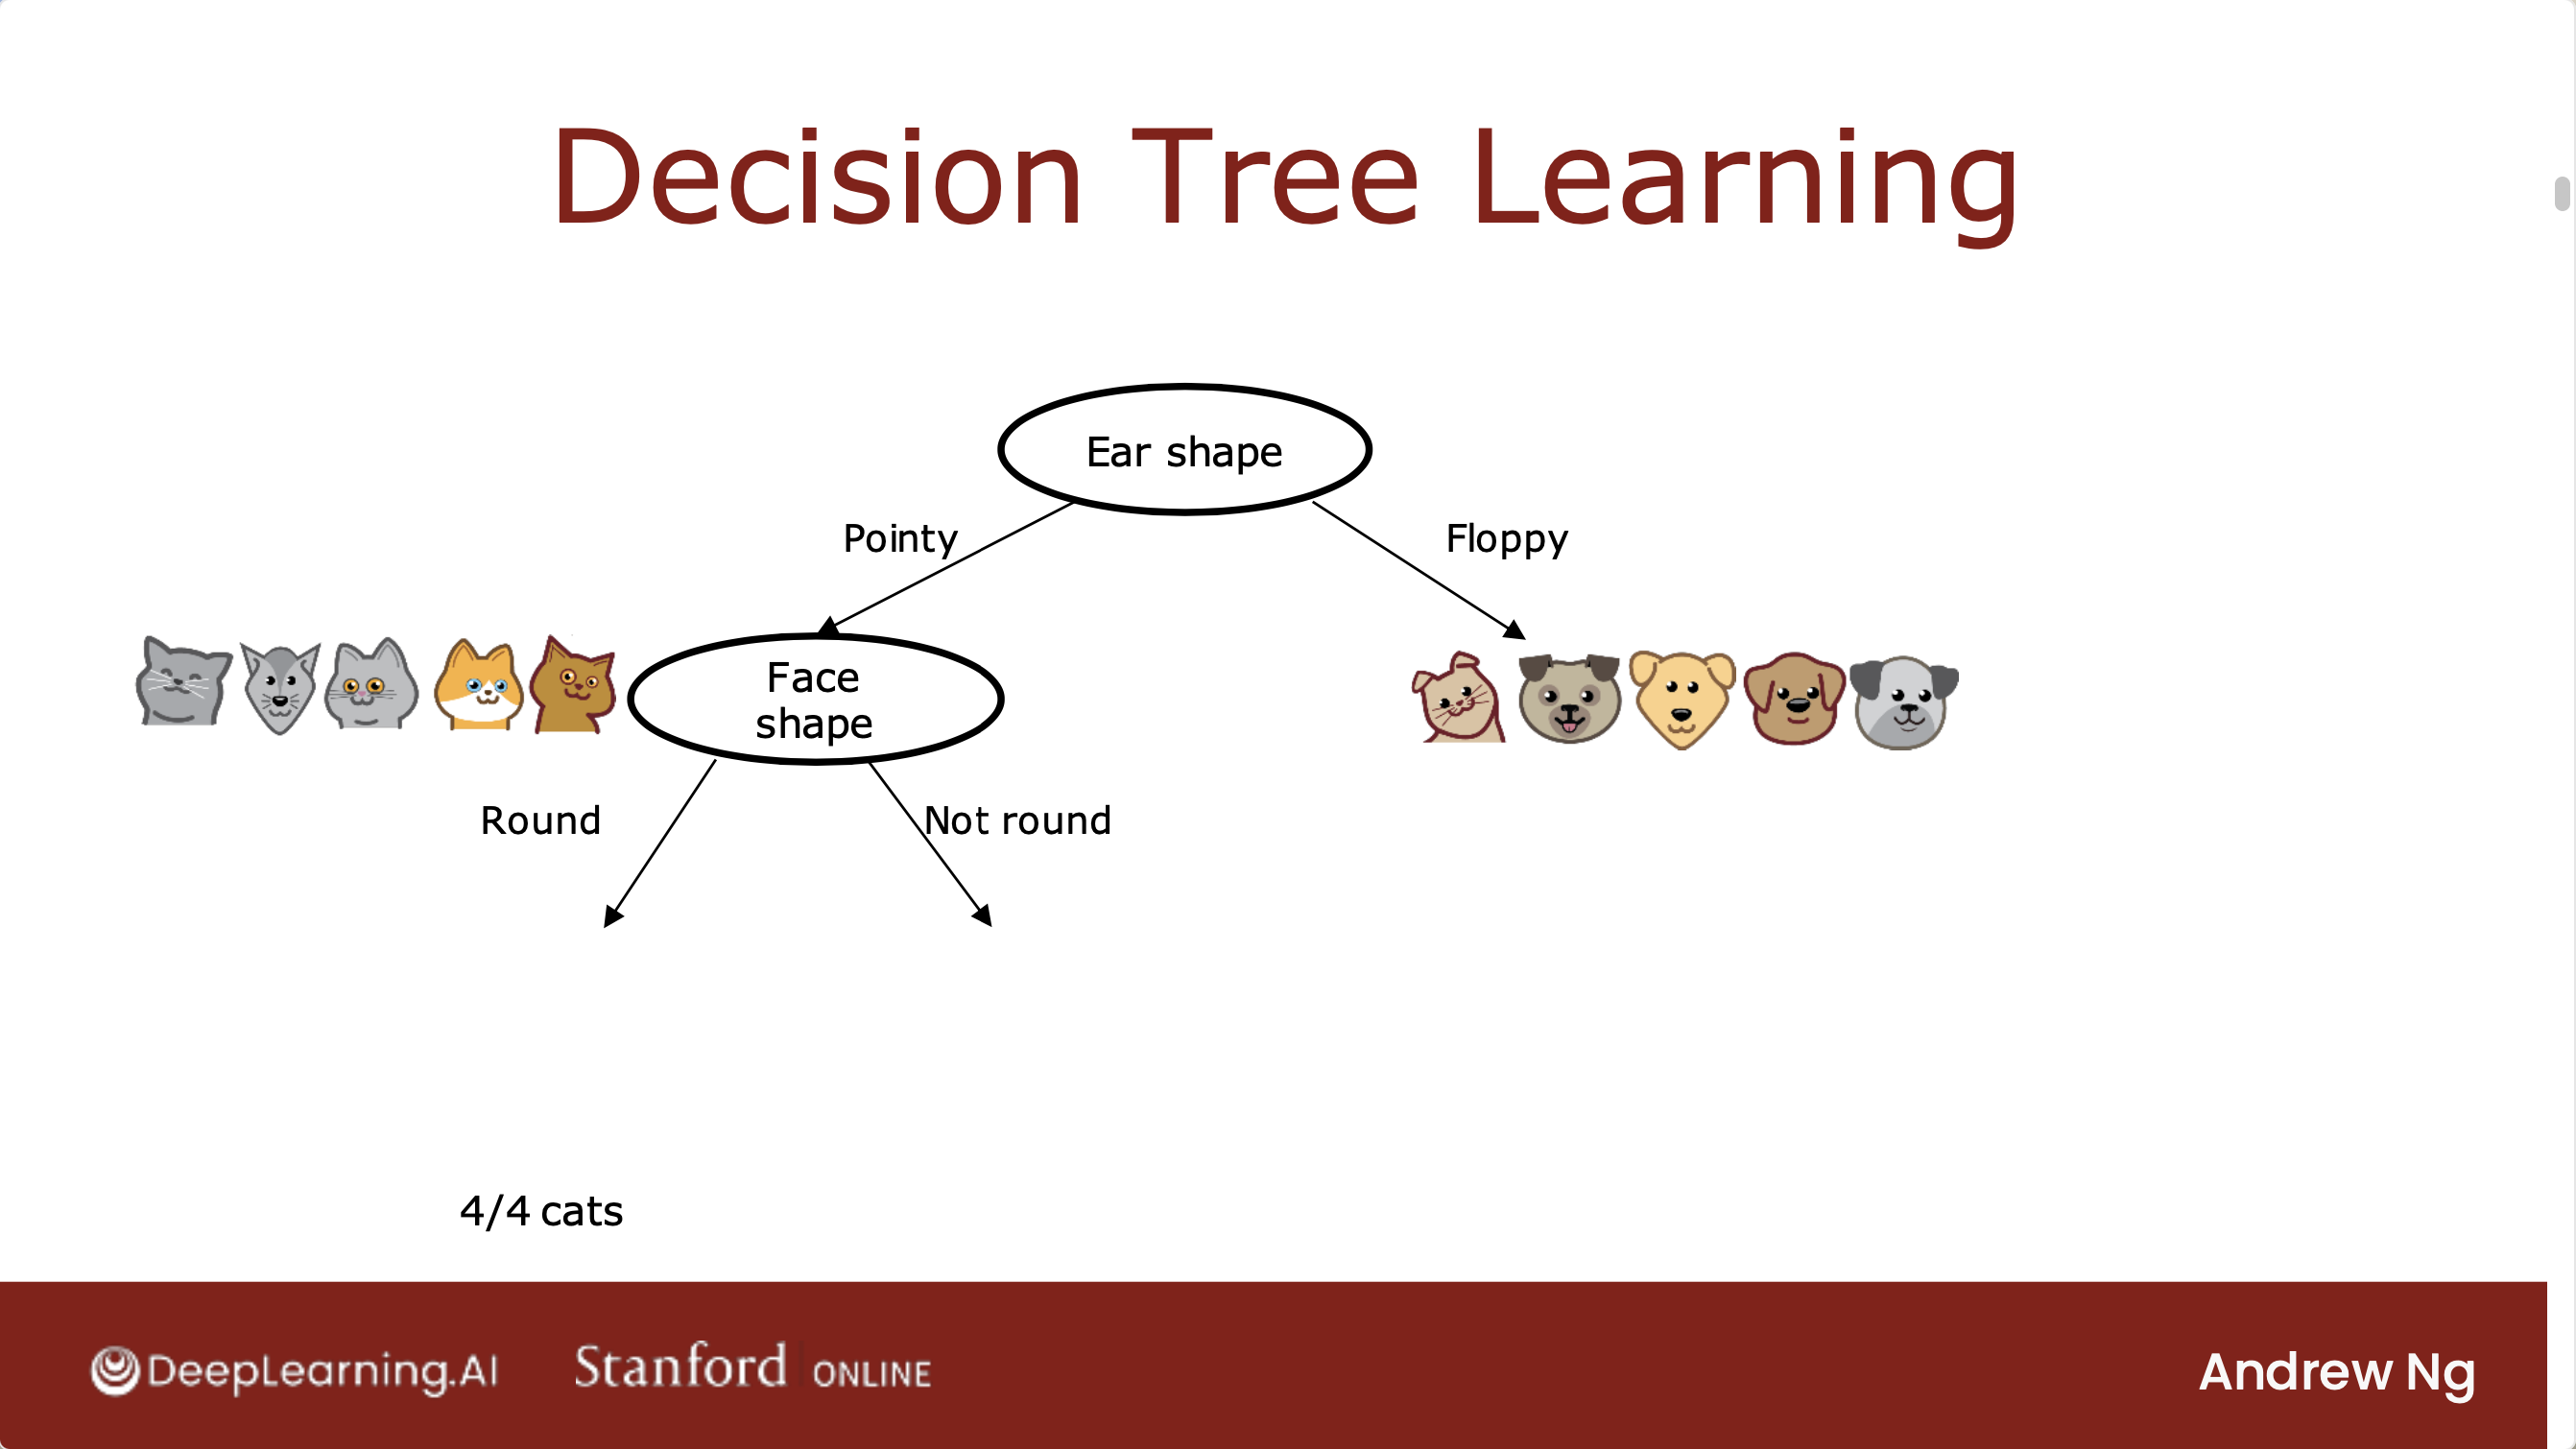 Decision Tree Learning
Ear shape
Pointy
Floppy
Face
shape
Round
Not round
4/4 cats
DeepLearning.AI
Stanford ONLINE
Andrew Ng